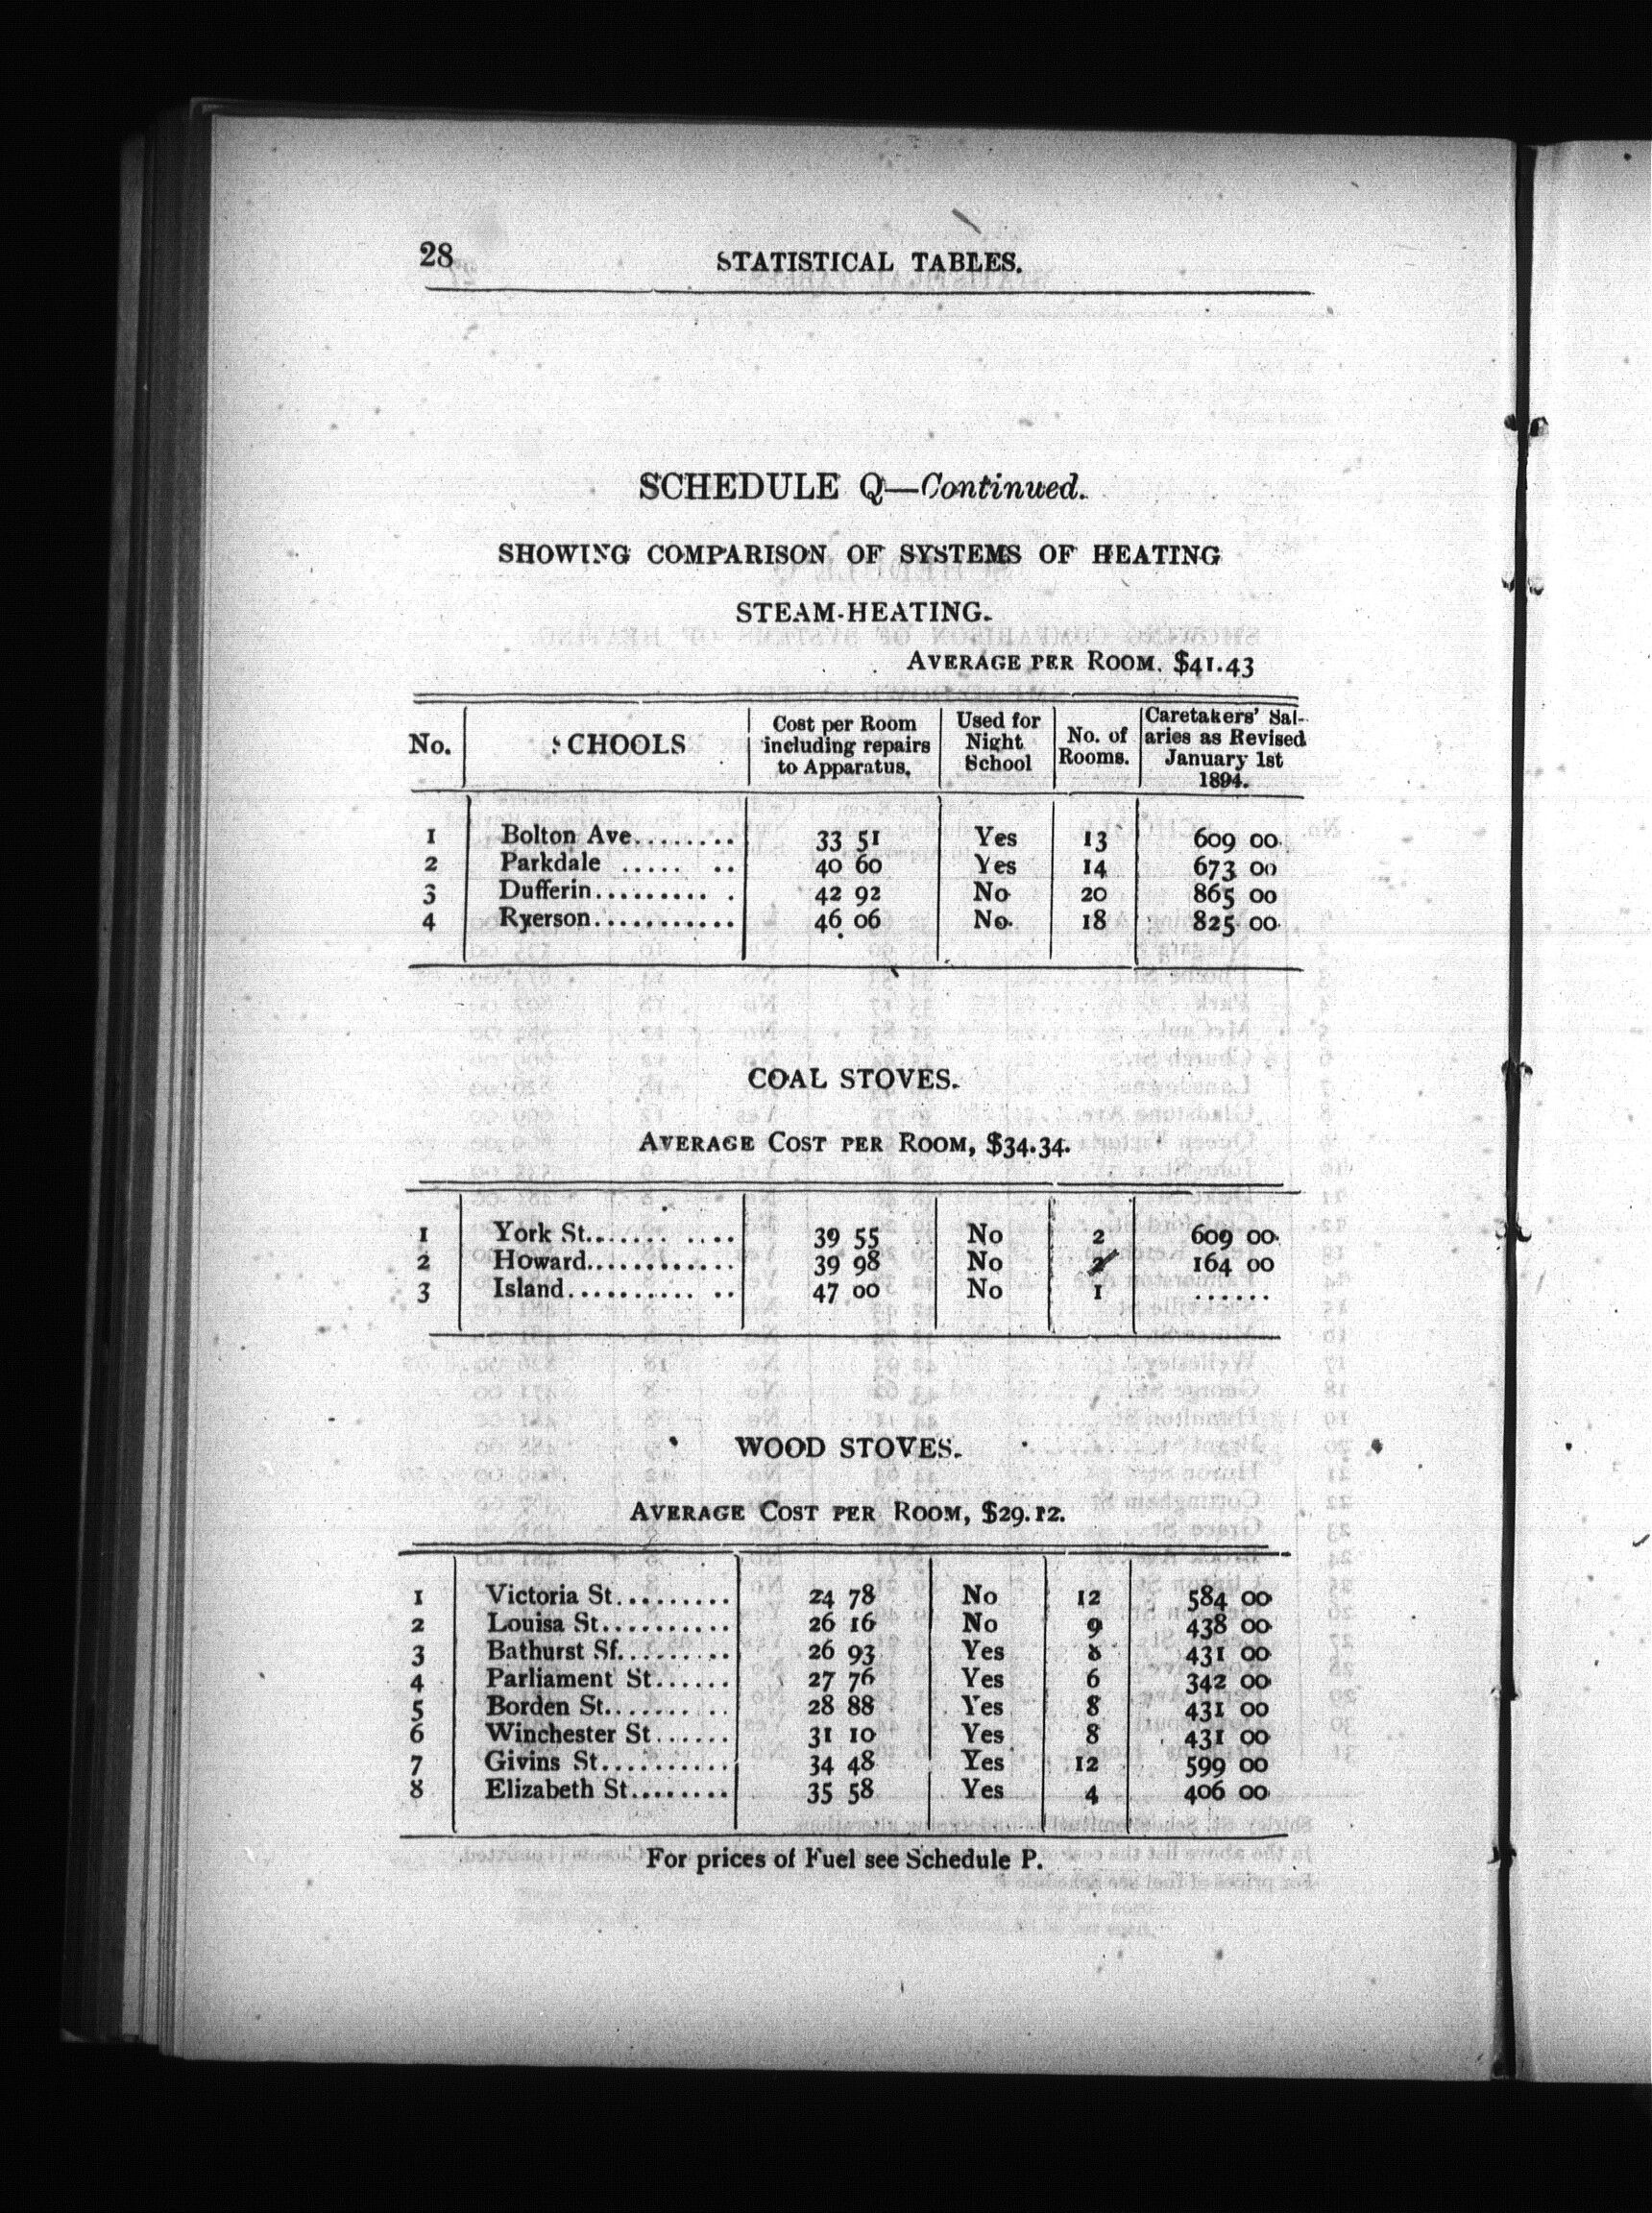 28 STATISTICAL TABLES.
SCHEDULE Q—Continued.
SHOWING COMPARISON OF SYSTEMS OF HEATING
STEAM-HEATING.
AVERAGE PER ROOM. $41.43
No. SCHOOLS Cost per Room including repairs to Apparatus. Used for Night School No. of Rooms. Caretakers' Salaries as Revised January 1st 1894.
1 Bolton Ave........ 33 51 Yes 13 609 00
2 Parkdale ..... .. 40 60 Yes 14 673 00
3 Dufferin......... . 42 92 No 20 865 00
4 Ryerson........... 46 06 No. 18 825 00
COAL STOVES.
AVERAGE COST PER ROOM, $34.34.
1 York St....... .... 39 55 No 2 609 00
2 Howard............ 39 98 No 2 164 00
3 Island.......... .. 47 00 No 1 ......
WOOD STOVES.
AVERAGE COST PER ROOM, $29.12.
1 Victoria St......... 24 78 No 12 584 00
2 Louisa St.......... 26 16 No 9 438 00
3 Bathurst St......... 26 93 Yes 8 431 00
4 Parliament St...... 27 76 Yes 6 342 00
5 Borden St........ .. 28 88 Yes 8 431 00
6 Winchester St...... 31 10 Yes 8 431 00
7 Givins St.......... 34 48 Yes 12 599 00
8 Elizabeth St........ 35 58 Yes 4 406 00
For prices of Fuel see Schedule P.